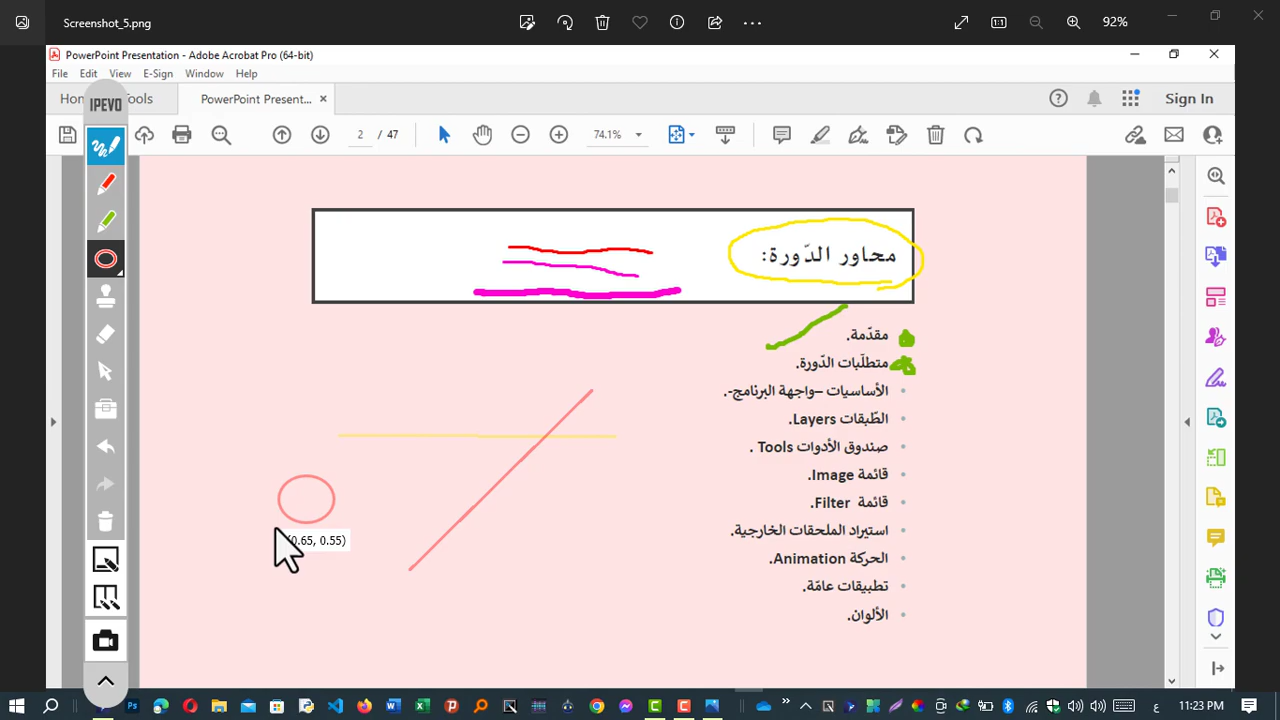 Screenshot_5.png
92%
PowerPoint Presentation - Adobe Acrobat Pro (64-bit)
File Edit View E-Sign Window Help
IPEVO
Tools
PowerPoint Present...
Sign In
2 / 47
74.1%
محاور الدّورة:
مقدّمة.
متطلّبات الدّورة.
الأساسيات –واجهة البرنامج-.
الطّبقات Layers.
صندوق الأدوات Tools .
قائمة Image.
قائمة Filter.
استيراد الملحقات الخارجية.
الحركة Animation.
تطبيقات عامّة.
الألوان.
(0.65, 0.55)
11:23 PM